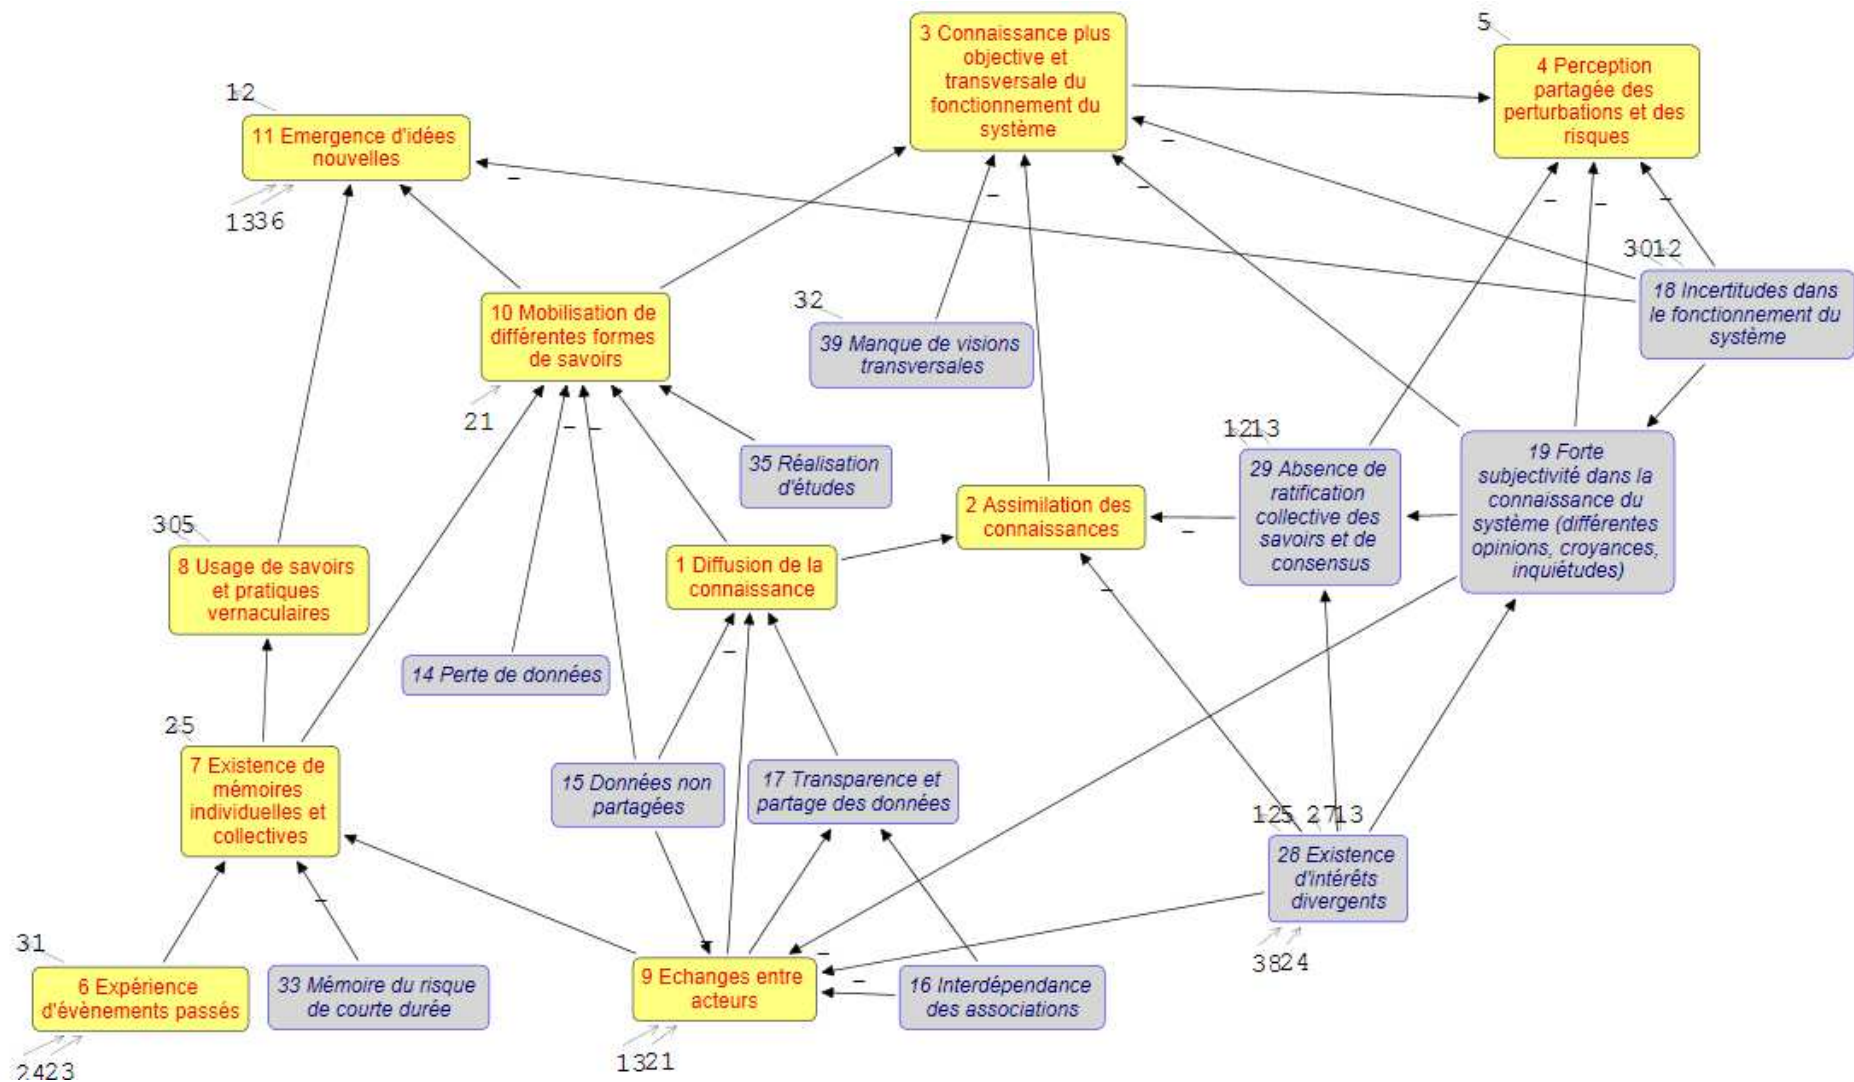 5
3 Connaissance plus
objective et
transversale du
fonctionnement du
système
4 Perception
partagée des
perturbations et des
risques
12
11 Emergence d'idées
nouvelles
1336
–
–
–
–
–
–
–
3012
18 Incertitudes dans
le fonctionnement du
système
10 Mobilisation de
différentes formes
de savoirs
21
32
39 Manque de visions
transversales
–
–
35 Réalisation
d'études
1213
29 Absence de
ratification
collective des
savoirs et de
consensus
19 Forte
subjectivité dans la
connaissance du
système (différentes
opinions, croyances,
inquiétudes)
2 Assimilation des
connaissances
–
305
8 Usage de savoirs
et pratiques
vernaculaires
1 Diffusion de la
connaissance
–
–
14 Perte de données
25
7 Existence de
mémoires
individuelles et
collectives
15 Données non
partagées
17 Transparence et
partage des données
125 2713
28 Existence
d'intérêts
divergents
3824
–
31
6 Expérience
d'évènements passés
2423
33 Mémoire du risque
de courte durée
–
–
–
9 Echanges entre
acteurs
1321
16 Interdépendance
des associations